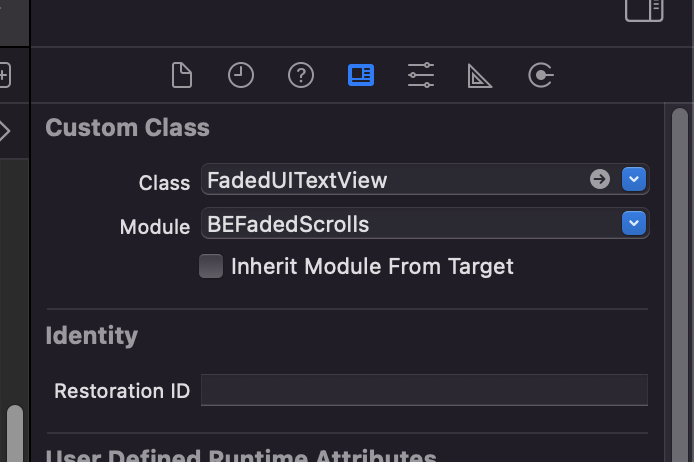 Custom Class
Class FadedUITextView
Module BEFadedScrolls
Inherit Module From Target
Identity
Restoration ID
User Defined Runtime Attributes